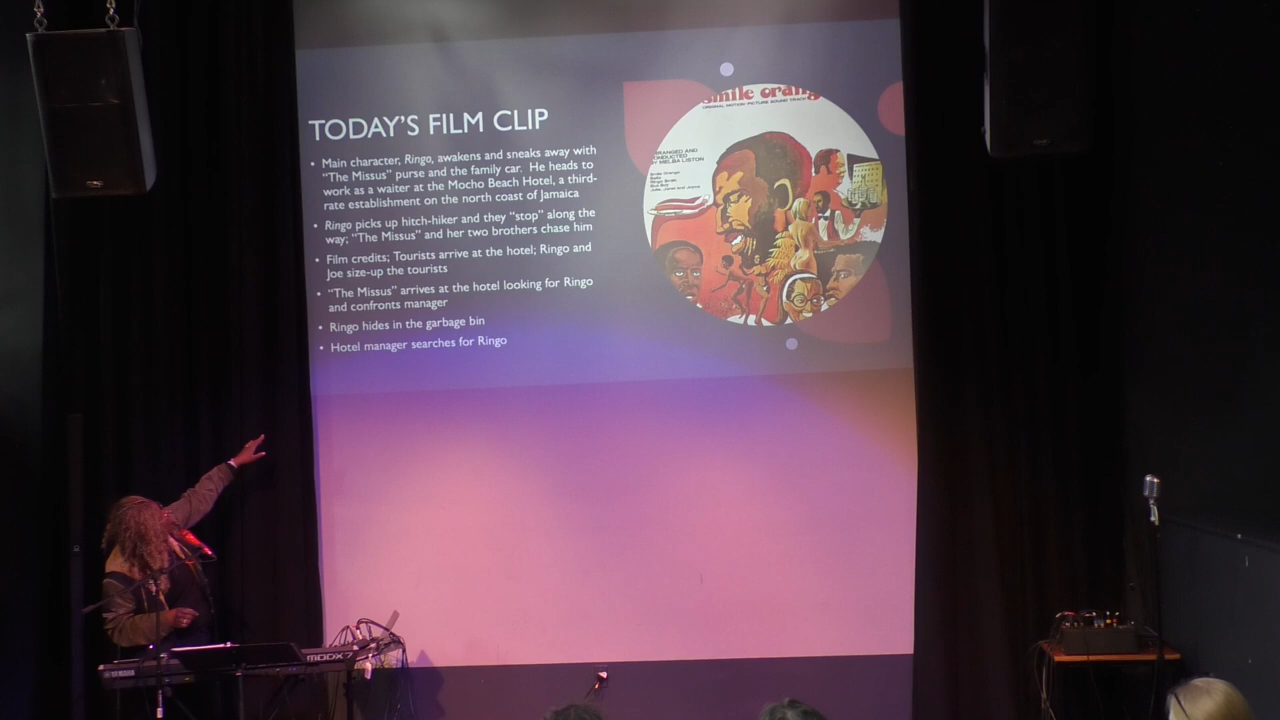 TODAY'S FILM CLIP
• Main character, Ringo, awakens and sneaks away with
"The Missus" purse and the family car. He heads to
work as a waiter at the Mocho Beach Hotel, a third-
rate establishment on the north coast of Jamaica
• Ringo picks up hitch-hiker and they "stop" along the
way; "The Missus" and her two brothers chase him
• Film credits; Tourists arrive at the hotel; Ringo and
Joe size-up the tourists
• "The Missus" arrives at the hotel looking for Ringo
and confronts manager
• Ringo hides in the garbage bin
• Hotel manager searches for Ringo
smile orang
ORIGINAL MOTION PICTURE SOUND TRACK
RRANGED AND
ONDUCTED
BY MELBA LISTON
Smile Orange
YAMAHA
MODX7